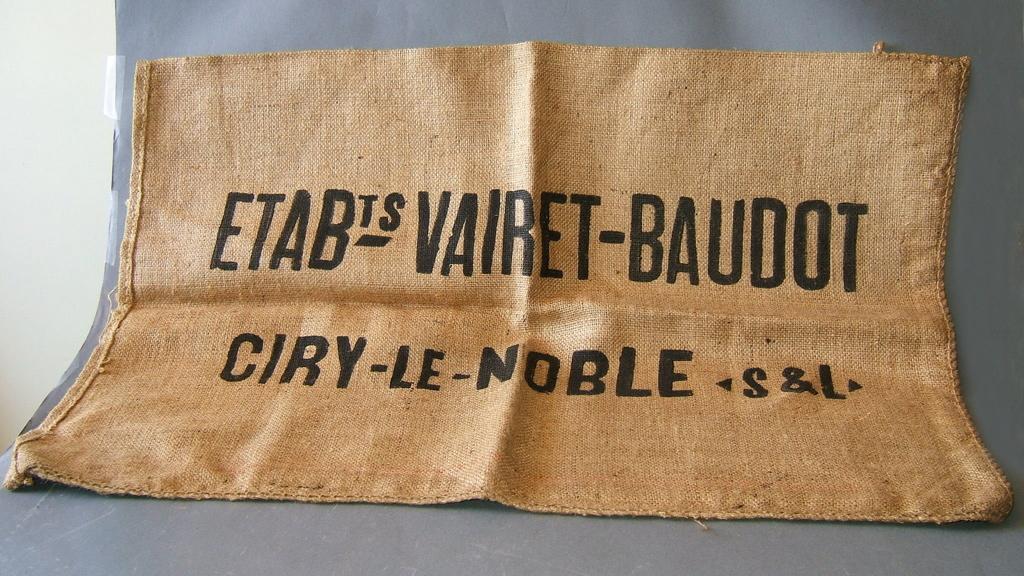 ETABTS VAIRET-BAUDOT
CIRY-LE-NOBLE S & L